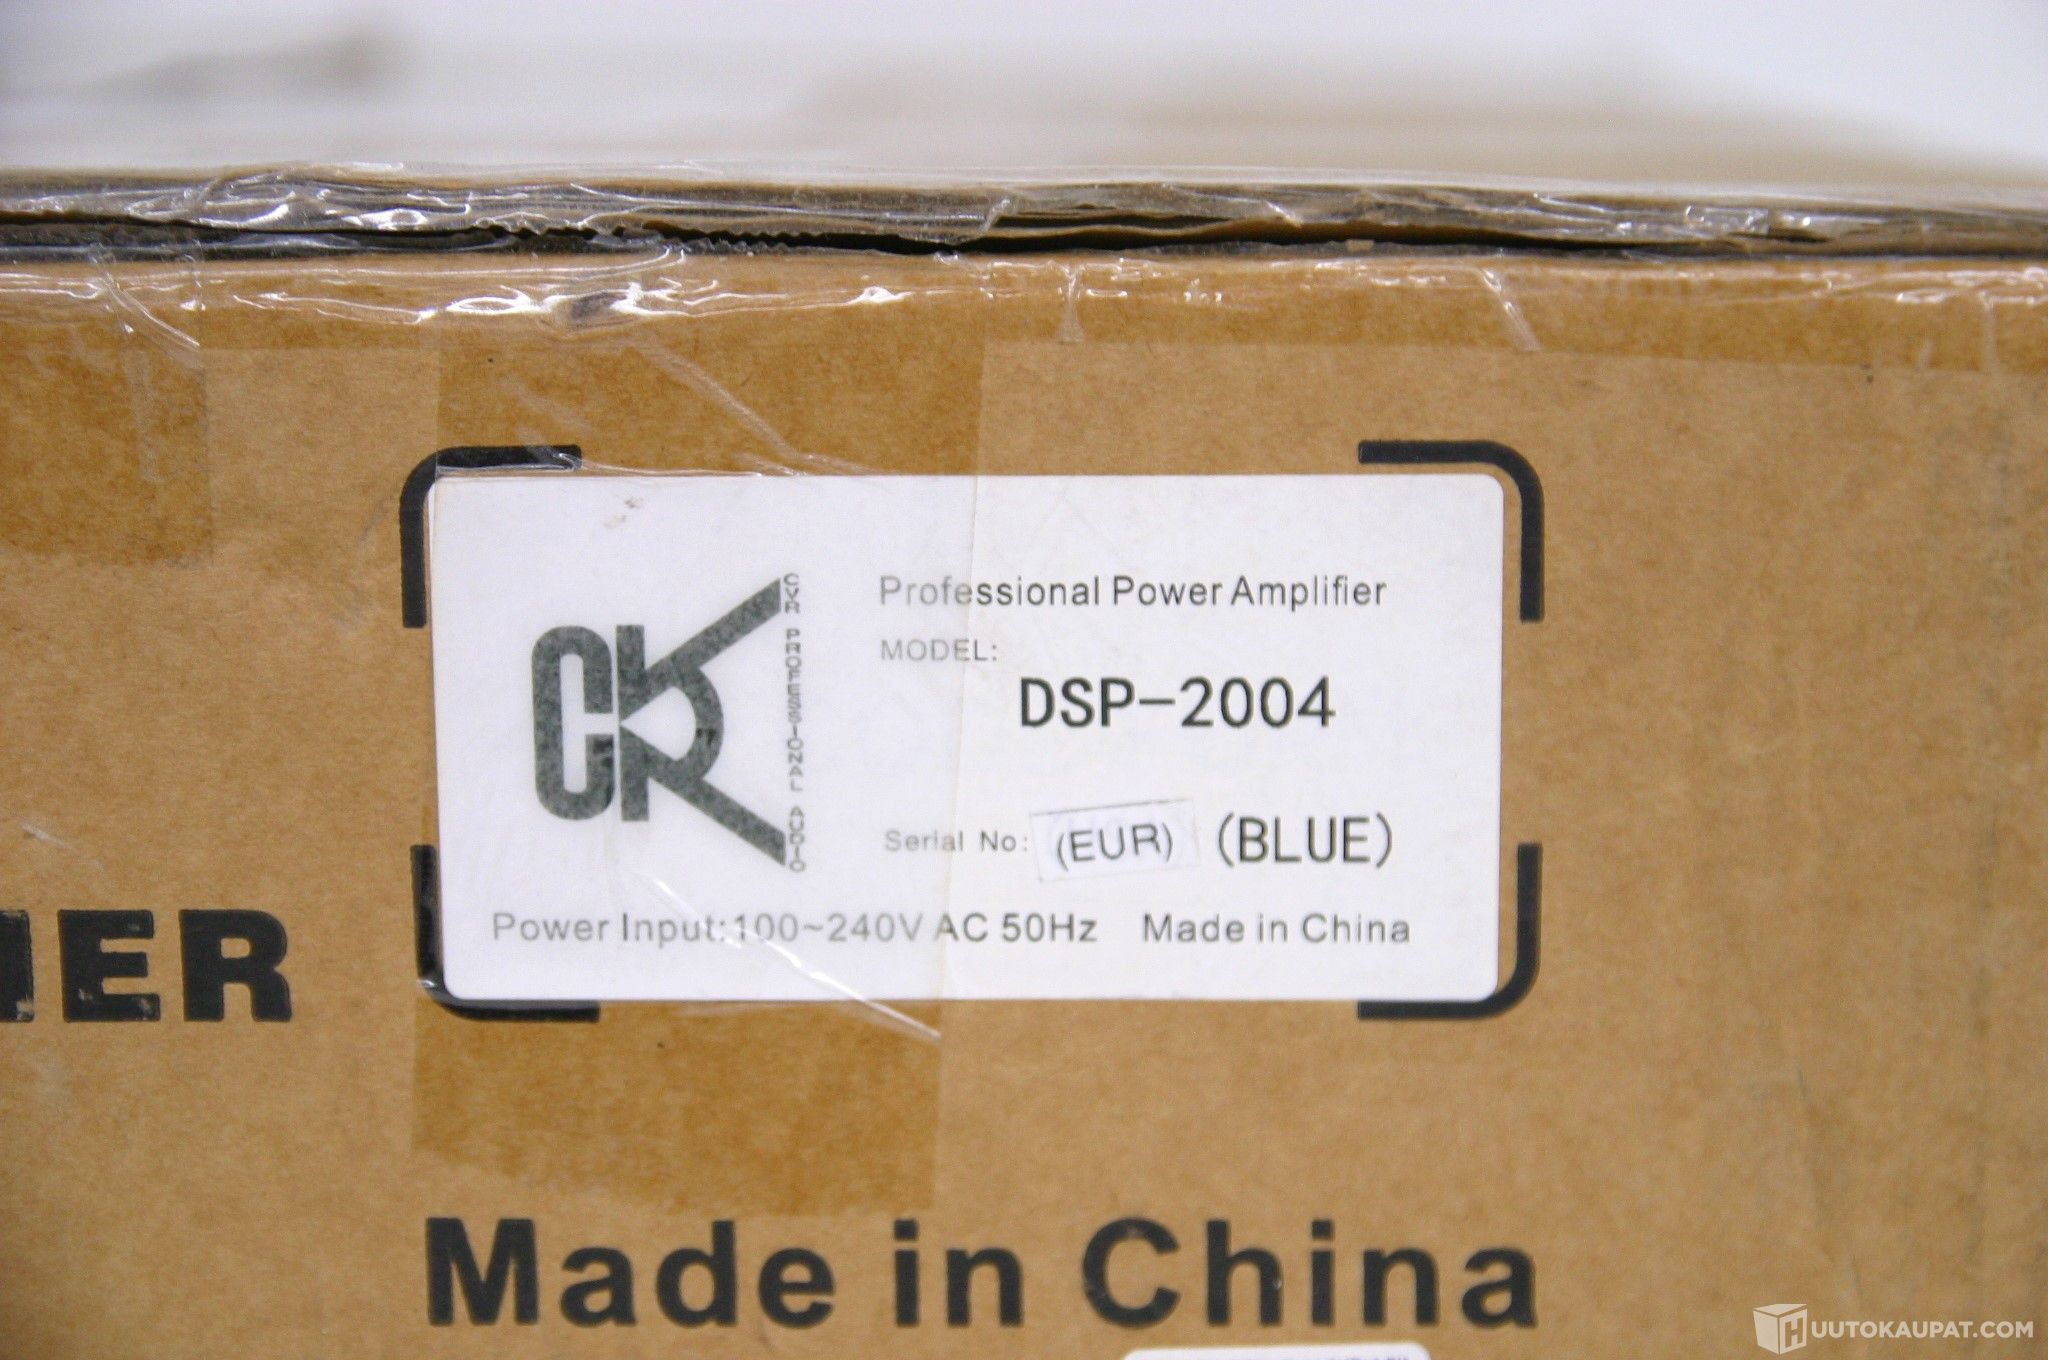 CVR PROFESSIONAL AUDIO
Professional Power Amplifier
MODEL:
DSP-2004
Serial No: (EUR) (BLUE)
Power Input:100~240V AC 50Hz Made in China
IER
Made in China
HUUTOKAUPAT.COM